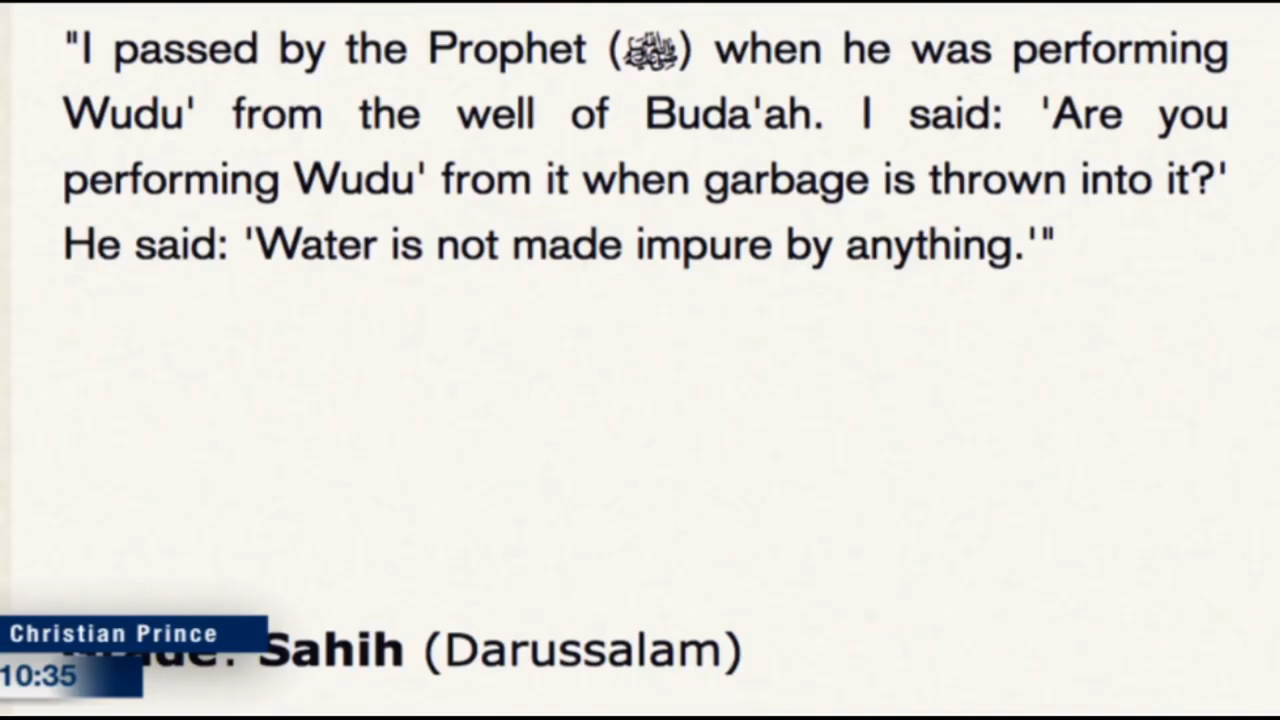 "I passed by the Prophet (ﷺ) when he was performing
Wudu' from the well of Buda'ah. I said: 'Are you
performing Wudu' from it when garbage is thrown into it?'
He said: 'Water is not made impure by anything.'"
Christian Prince
Sahih (Darussalam)
10:35